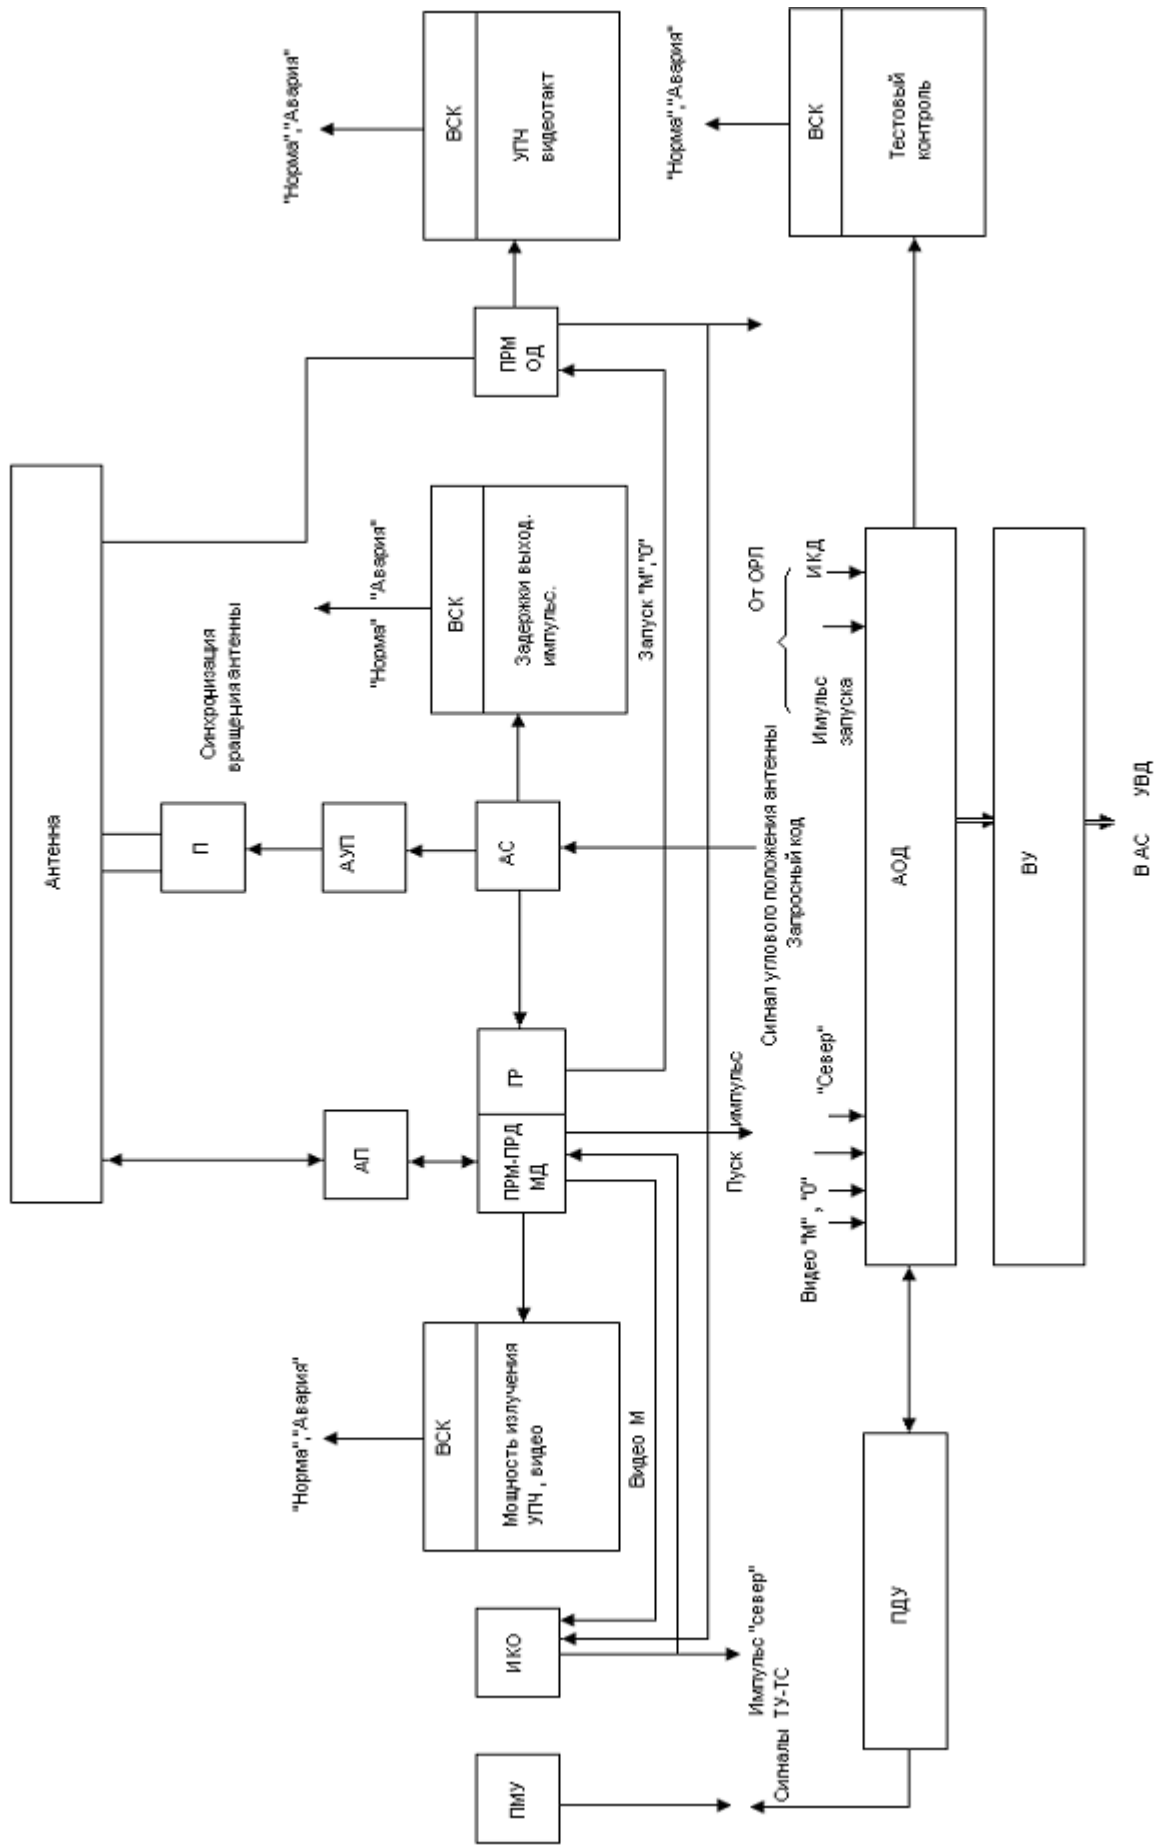 Антенна
Синхронизация
вращения антенны
П
АУП
АП
"Норма","Авария"
ВСК
Мощность излучения
УПЧ , видео
ПРМ-ПРД
МД
ГР
АС
"Норма" "Авария"
ВСК
Задержки выход.
импульс.
ПРМ
ОД
"Норма","Авария"
ВСК
УПЧ
видеотакт
ПМУ
ИКО
Видео М
Запуск "М","0"
Импульс "север"
Сигналы ТУ-ТС
Пуск импульс
Сигнал углового положения антенны
Запросный код
От ОРЛ
Видео "М" , "0"
"Север"
Имульс
запуска
ИКД
"Норма","Авария"
ВСК
Тестовый
контроль
ПДУ
АОД
ВУ
В АС УВД